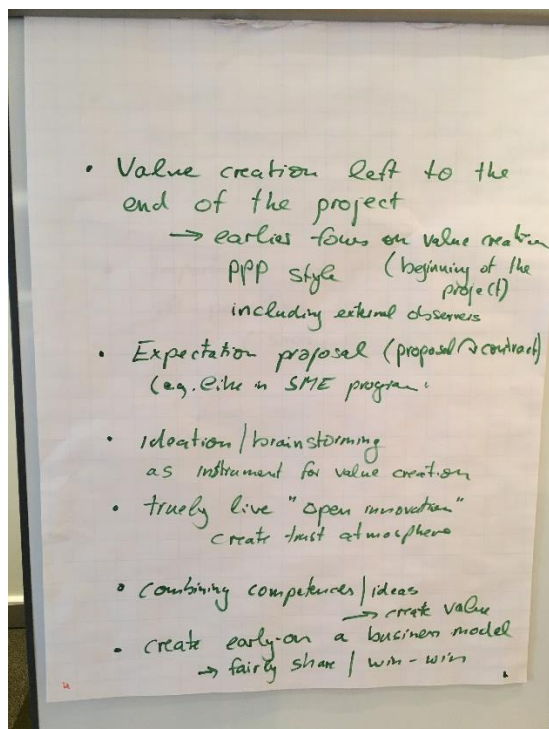 • Value creation left to the
end of the project
→ earlier focus on value creation
PPP style (beginning of the
project)
including external observers
• Expectation proposal (proposal → contract)
(e.g. like in SME program
• ideation/brainstorming
as instrument for value creation
• truely live "open innovation"
create trust atmosphere
• combining competences/ideas
→ create value
• create early-on a business model
→ fairly share / win-win